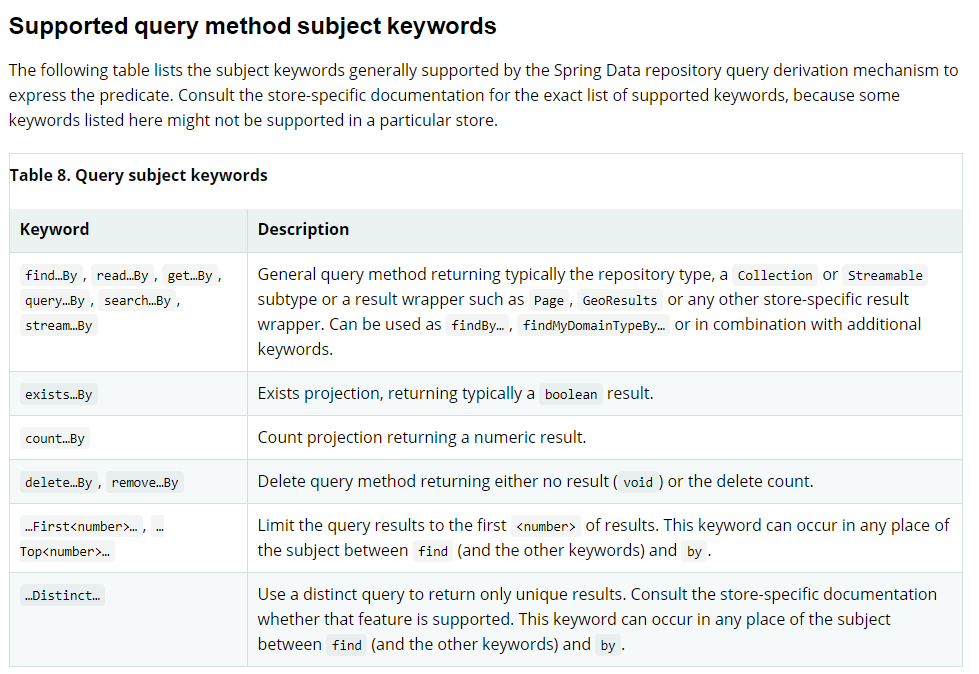 Supported query method subject keywords
The following table lists the subject keywords generally supported by the Spring Data repository query derivation mechanism to
express the predicate. Consult the store-specific documentation for the exact list of supported keywords, because some
keywords listed here might not be supported in a particular store.
Table 8. Query subject keywords
Keyword
Description
find…By , read…By , get…By ,
query…By , search…By ,
stream…By
General query method returning typically the repository type, a Collection or Streamable
subtype or a result wrapper such as Page , GeoResults or any other store-specific result
wrapper. Can be used as findBy… , findMyDomainTypeBy… or in combination with additional
keywords.
exists…By
Exists projection, returning typically a boolean result.
count…By
Count projection returning a numeric result.
delete…By , remove…By
Delete query method returning either no result ( void ) or the delete count.
…First<number>… , …
Top<number>…
Limit the query results to the first <number> of results. This keyword can occur in any place of
the subject between find (and the other keywords) and by .
…Distinct…
Use a distinct query to return only unique results. Consult the store-specific documentation
whether that feature is supported. This keyword can occur in any place of the subject
between find (and the other keywords) and by .